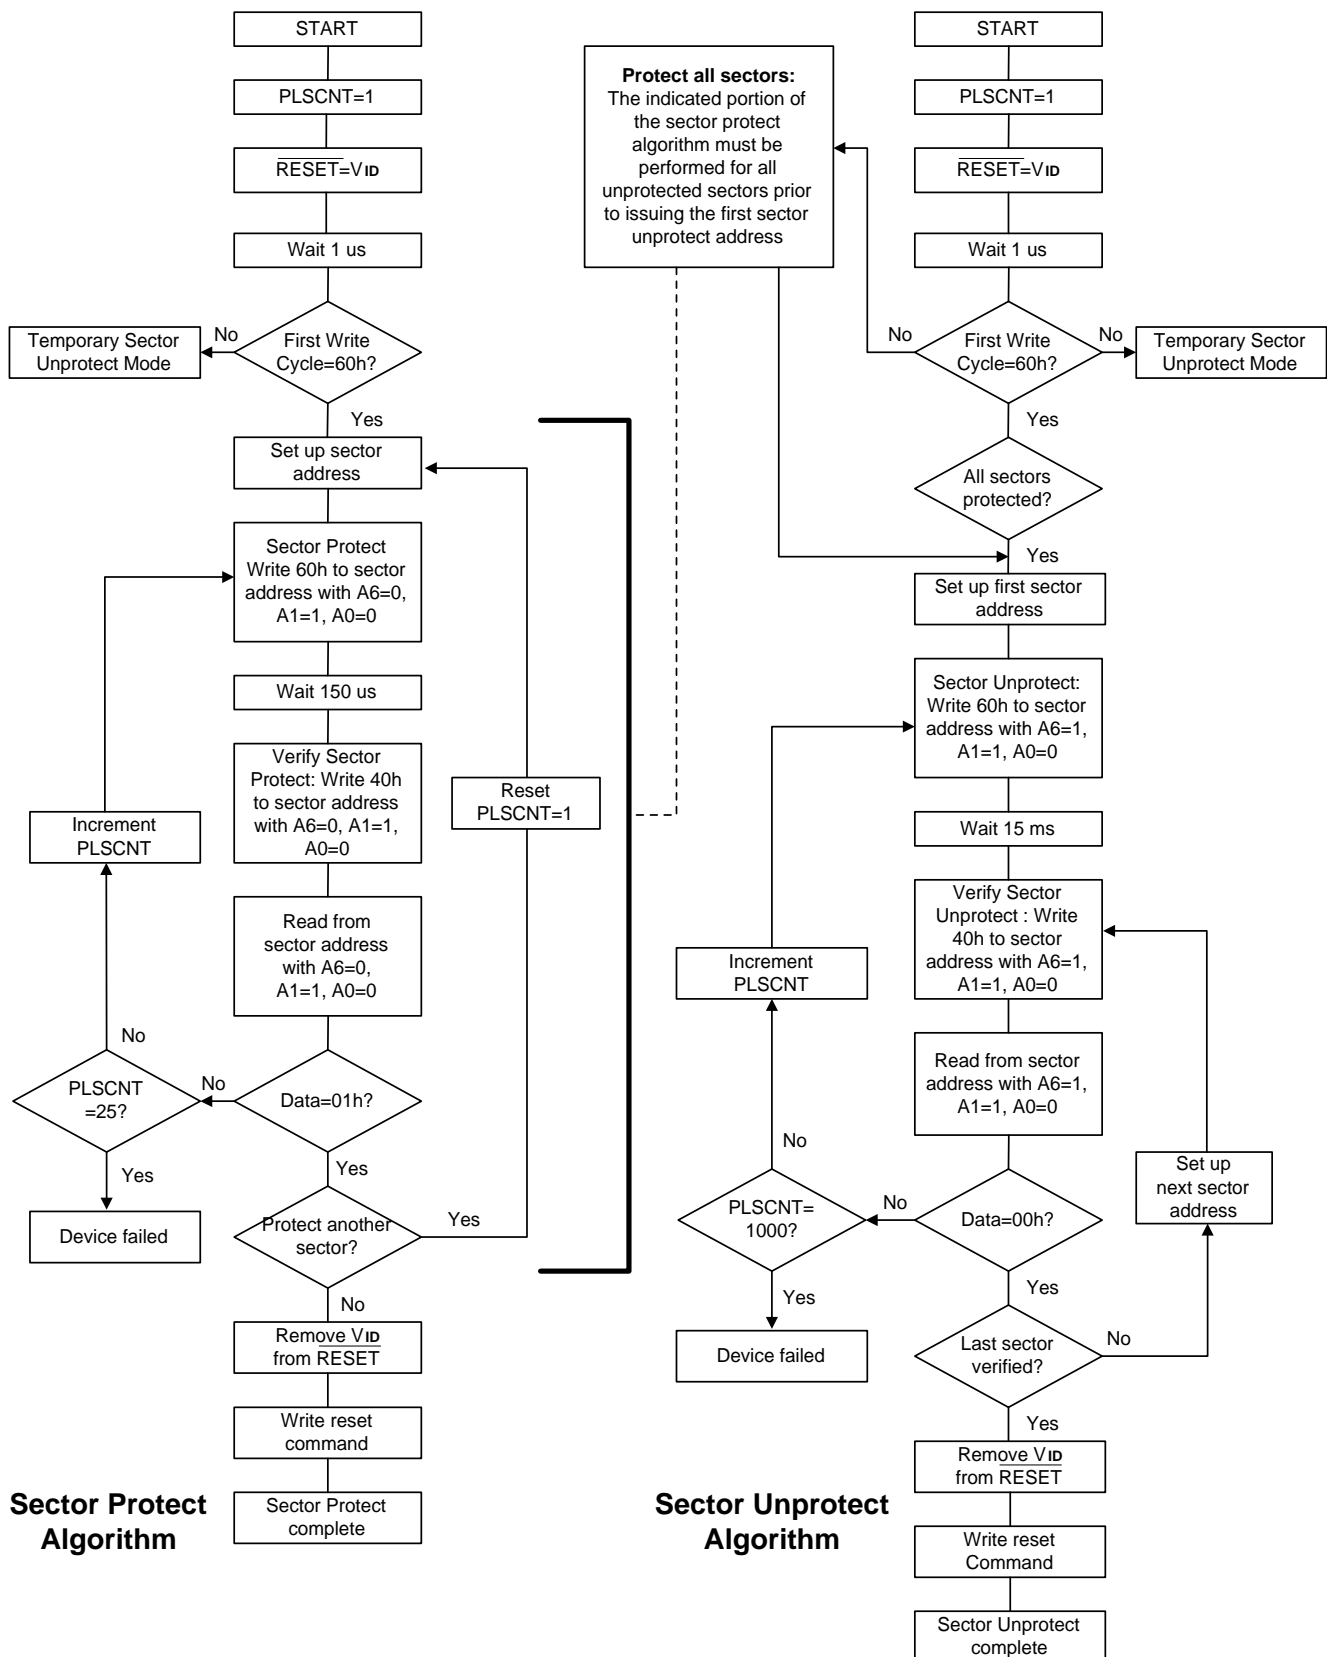 START
PLSCNT=1
RESET=VID
Wait 1 us
First Write
Cycle=60h?
No
Temporary Sector
Unprotect Mode
Yes
Set up sector
address
Sector Protect
Write 60h to sector
address with A6=0,
A1=1, A0=0
Wait 150 us
Verify Sector
Protect: Write 40h
to sector address
with A6=0, A1=1,
A0=0
Reset
PLSCNT=1
Increment
PLSCNT
Read from
sector address
with A6=0,
A1=1, A0=0
No
PLSCNT
=25?
No
Data=01h?
Yes
Yes
Device failed
Protect another
sector?
Yes
No
Remove VID
from RESET
Write reset
command
Sector Protect
complete
Sector Protect
Algorithm
Protect all sectors:
The indicated portion of
the sector protect
algorithm must be
performed for all
unprotected sectors prior
to issuing the first sector
unprotect address
START
PLSCNT=1
RESET=VID
Wait 1 us
No
First Write
Cycle=60h?
No
Temporary Sector
Unprotect Mode
Yes
All sectors
protected?
Yes
Set up first sector
address
Sector Unprotect:
Write 60h to sector
address with A6=1,
A1=1, A0=0
Wait 15 ms
Verify Sector
Unprotect : Write
40h to sector
address with A6=1,
A1=1, A0=0
Increment
PLSCNT
Read from sector
address with A6=1,
A1=1, A0=0
No
Set up
next sector
address
PLSCNT=
1000?
No
Data=00h?
Yes
Yes
Device failed
Last sector
verified?
No
Yes
Remove VID
from RESET
Write reset
Command
Sector Unprotect
complete
Sector Unprotect
Algorithm